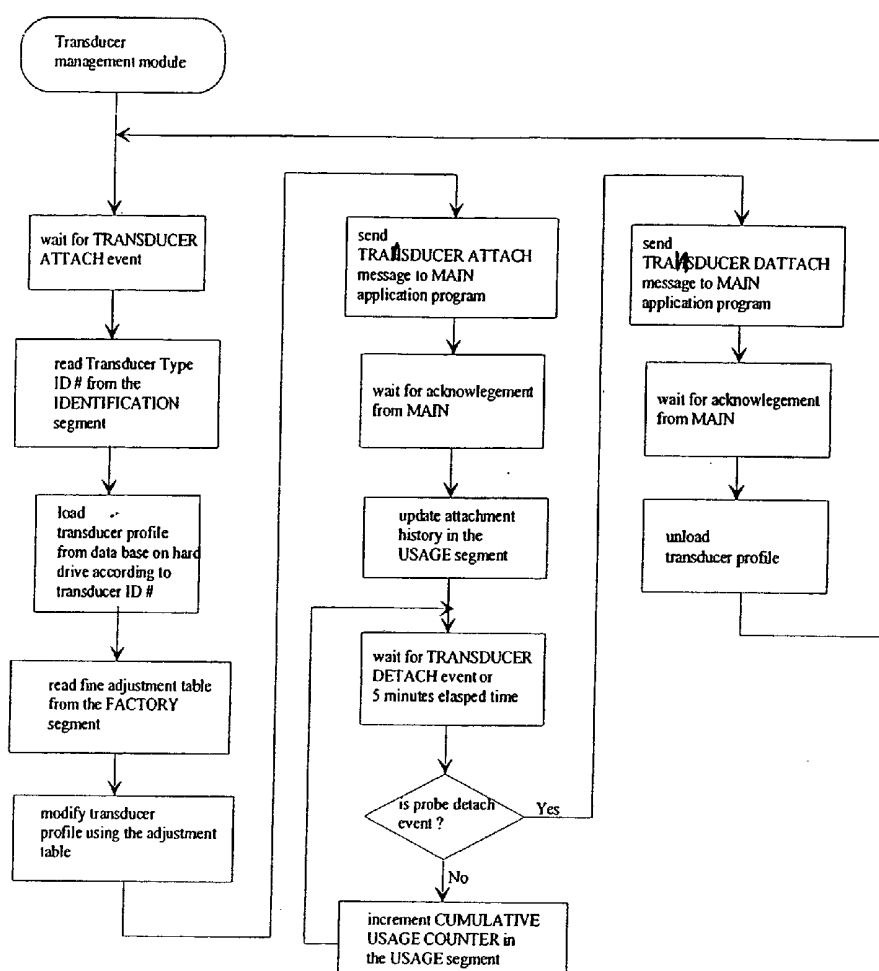 Transducer
management module
wait for TRANSDUCER
ATTACH event
read Transducer Type
ID # from the
IDENTIFICATION
segment
load
transducer profile
from data base on hard
drive according to
transducer ID #
read fine adjustment table
from the FACTORY
segment
modify transducer
profile using the adjustment
table
send
TRANSDUCER ATTACH
message to MAIN
application program
wait for acknowlegement
from MAIN
update attachment
history in the
USAGE segment
wait for TRANSDUCER
DETACH event or
5 minutes elasped time
is probe detach
event ?
Yes
No
increment CUMULATIVE
USAGE COUNTER in
the USAGE segment
send
TRANSDUCER DATTACH
message to MAIN
application program
wait for acknowlegement
from MAIN
unload
transducer profile